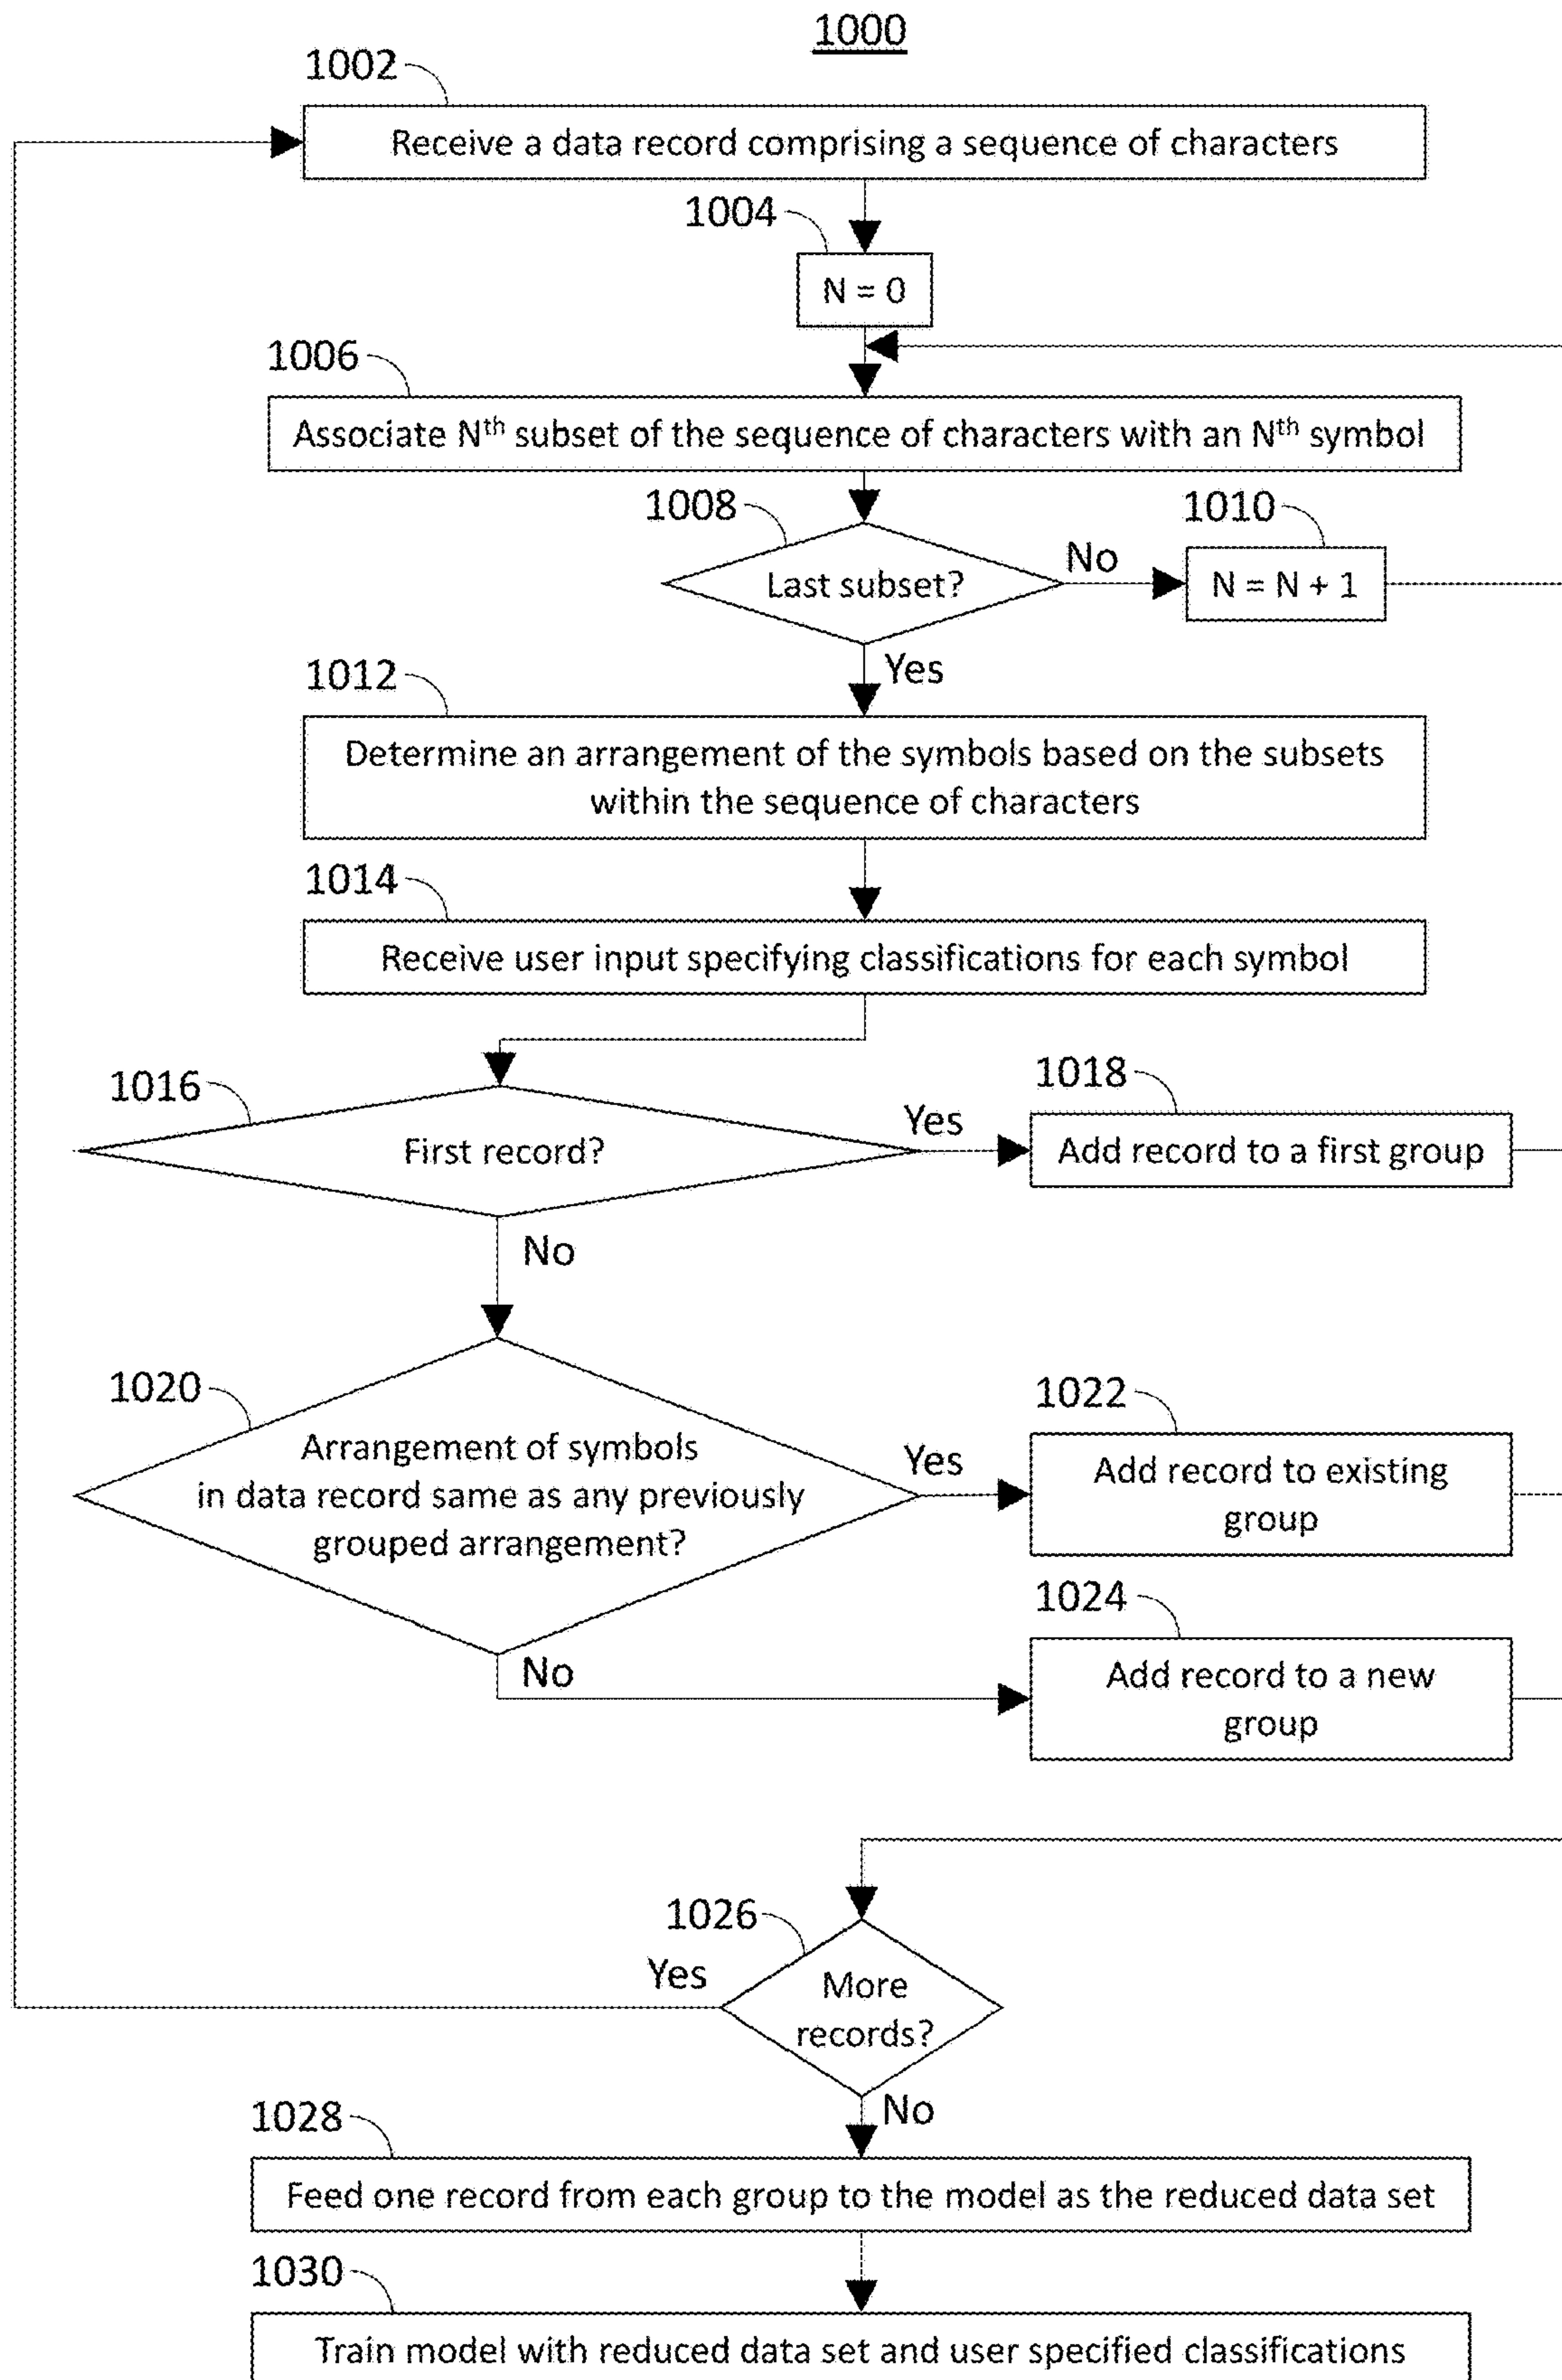 1000
1002
Receive a data record comprising a sequence of characters
1004
N = 0
1006
Associate Nth subset of the sequence of characters with an Nth symbol
1008
Last subset?
No
1010
N = N + 1
Yes
1012
Determine an arrangement of the symbols based on the subsets
within the sequence of characters
1014
Receive user input specifying classifications for each symbol
1016
First record?
Yes
1018
Add record to a first group
No
1020
Arrangement of symbols
in data record same as any previously
grouped arrangement?
Yes
1022
Add record to existing
group
No
1024
Add record to a new
group
1026
More
records?
Yes
No
1028
Feed one record from each group to the model as the reduced data set
1030
Train model with reduced data set and user specified classifications